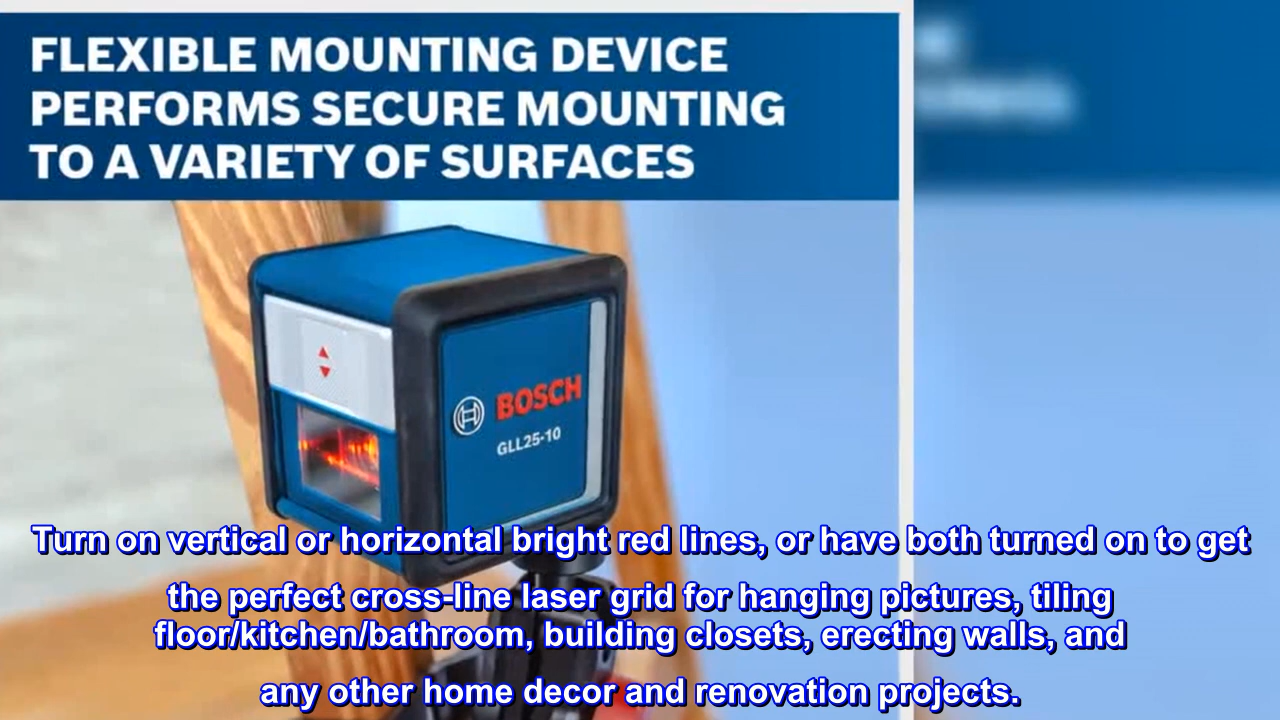 FLEXIBLE MOUNTING DEVICE
PERFORMS SECURE MOUNTING
TO A VARIETY OF SURFACES
BOSCH
GLL25-10
Turn on vertical or horizontal bright red lines, or have both turned on to get
the perfect cross-line laser grid for hanging pictures, tiling
floor/kitchen/bathroom, building closets, erecting walls, and
any other home decor and renovation projects.